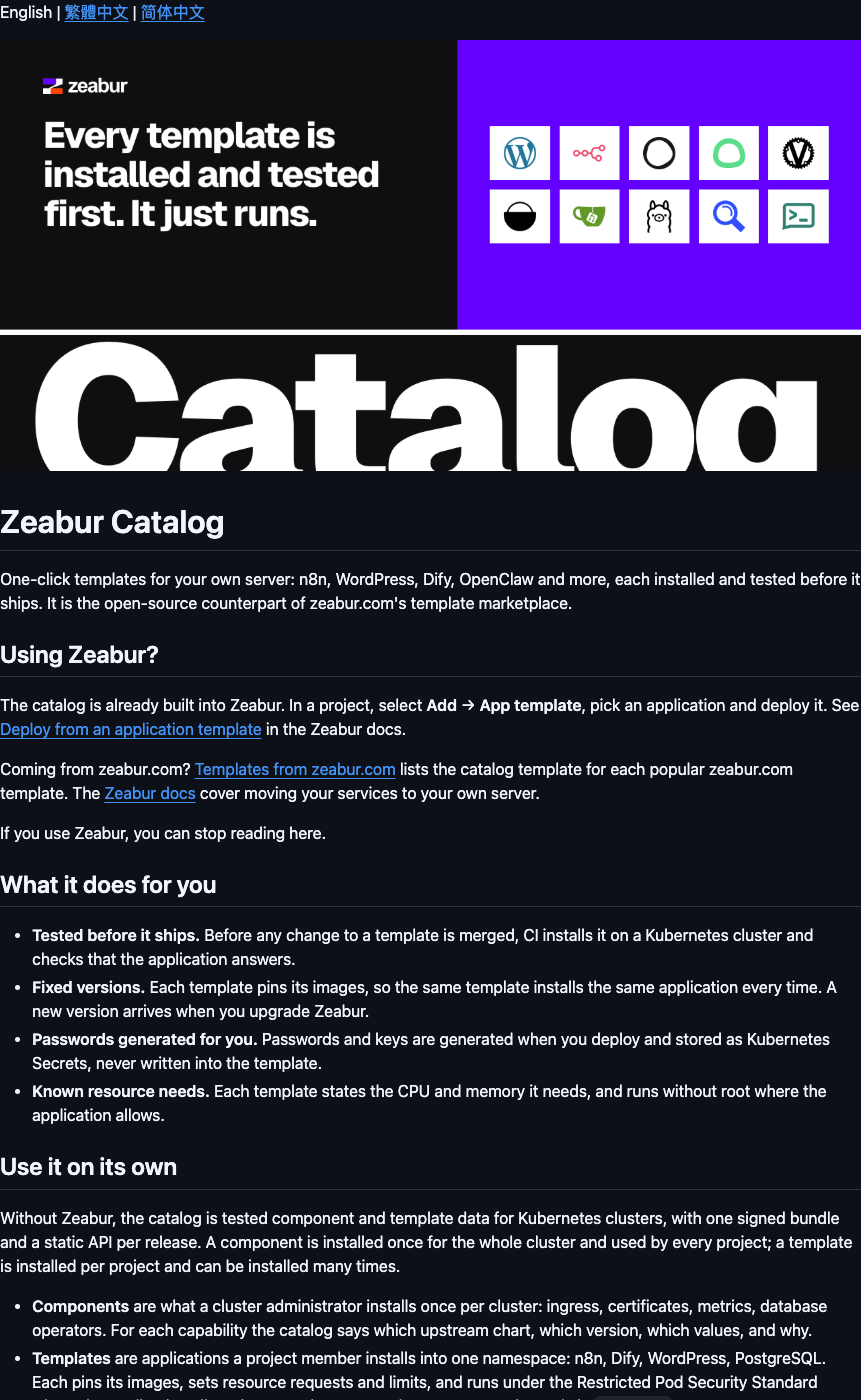 English | 繁體中文 | 简体中文
zeabur
Every template is
installed and tested
first. It just runs.
Catalog
Zeabur Catalog
One-click templates for your own server: n8n, WordPress, Dify, OpenClaw and more, each installed and tested before it
ships. It is the open-source counterpart of zeabur.com's template marketplace.
Using Zeabur?
The catalog is already built into Zeabur. In a project, select Add → App template, pick an application and deploy it. See
Deploy from an application template in the Zeabur docs.
Coming from zeabur.com? Templates from zeabur.com lists the catalog template for each popular zeabur.com
template. The Zeabur docs cover moving your services to your own server.
If you use Zeabur, you can stop reading here.
What it does for you
• Tested before it ships. Before any change to a template is merged, CI installs it on a Kubernetes cluster and
checks that the application answers.
• Fixed versions. Each template pins its images, so the same template installs the same application every time. A
new version arrives when you upgrade Zeabur.
• Passwords generated for you. Passwords and keys are generated when you deploy and stored as Kubernetes
Secrets, never written into the template.
• Known resource needs. Each template states the CPU and memory it needs, and runs without root where the
application allows.
Use it on its own
Without Zeabur, the catalog is tested component and template data for Kubernetes clusters, with one signed bundle
and a static API per release. A component is installed once for the whole cluster and used by every project; a template
is installed per project and can be installed many times.
• Components are what a cluster administrator installs once per cluster: ingress, certificates, metrics, database
operators. For each capability the catalog says which upstream chart, which version, which values, and why.
• Templates are applications a project member installs into one namespace: n8n, Dify, WordPress, PostgreSQL.
Each pins its images, sets resource requests and limits, and runs under the Restricted Pod Security Standard